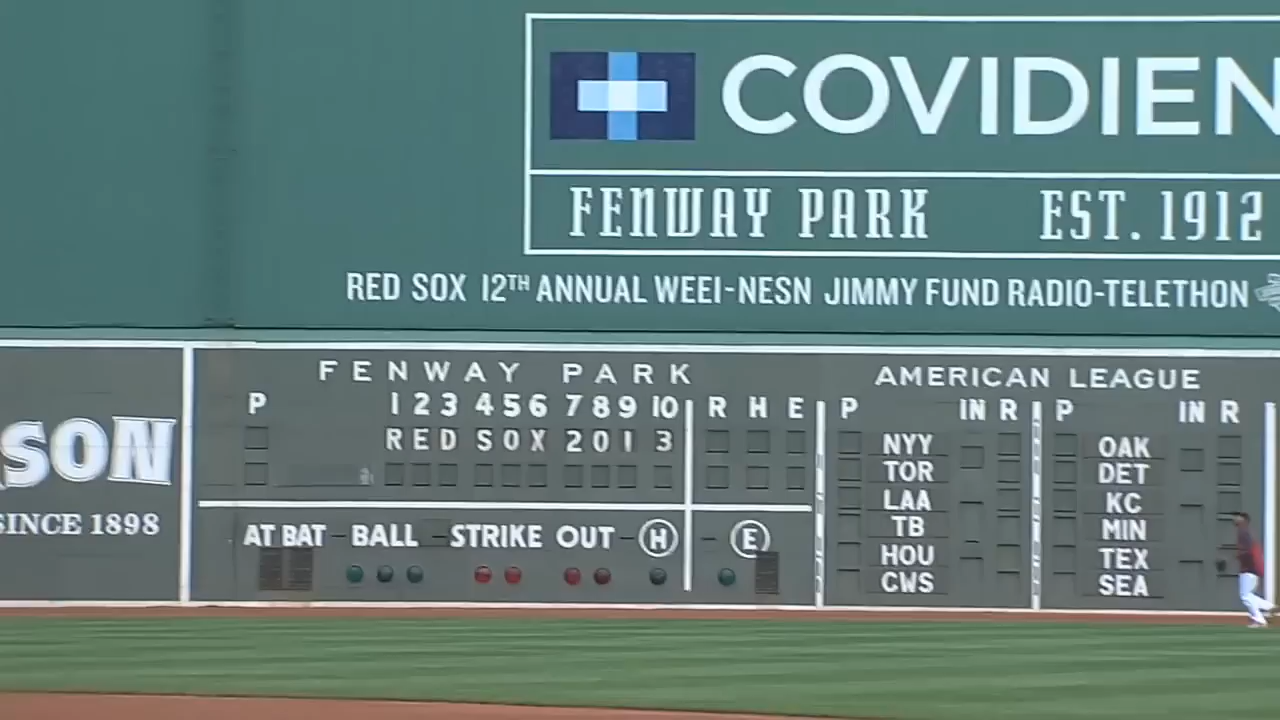 COVIDIEN
FENWAY PARK EST. 1912
RED SOX 12TH ANNUAL WEEI-NESN JIMMY FUND RADIO-TELETHON
SON
SINCE 1898
FENWAY PARK
P 1 2 3 4 5 6 7 8 9 10 R H E
RED SOX 2013
AT BAT BALL STRIKE OUT H E
AMERICAN LEAGUE
P IN R P IN R
NYY OAK
TOR DET
LAA KC
TB MIN
HOU TEX
CWS SEA